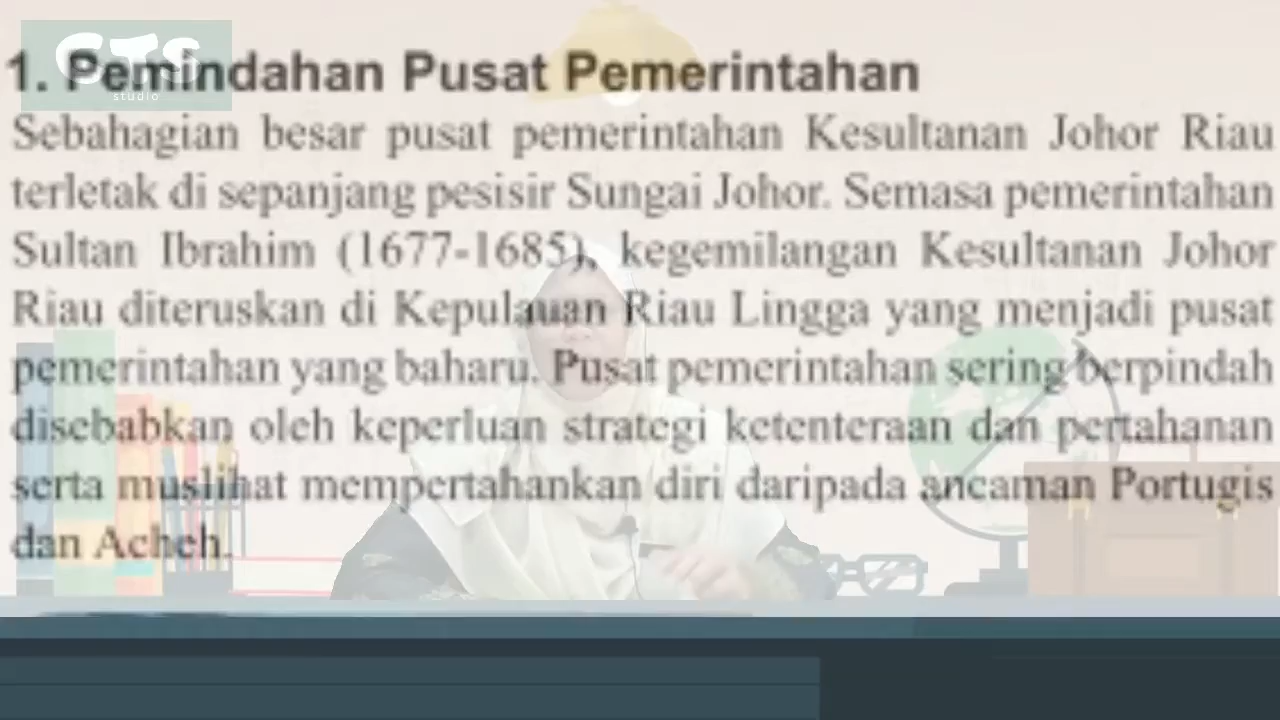 GTS
studio
1. Pemindahan Pusat Pemerintahan
Sebahagian besar pusat pemerintahan Kesultanan Johor Riau
terletak di sepanjang pesisir Sungai Johor. Semasa pemerintahan
Sultan Ibrahim (1677-1685), kegemilangan Kesultanan Johor
Riau diteruskan di Kepulauan Riau Lingga yang menjadi pusat
pemerintahan yang baharu. Pusat pemerintahan sering berpindah
disebabkan oleh keperluan strategi ketenteraan dan pertahanan
serta muslihat mempertahankan diri daripada ancaman Portugis
dan Acheh.